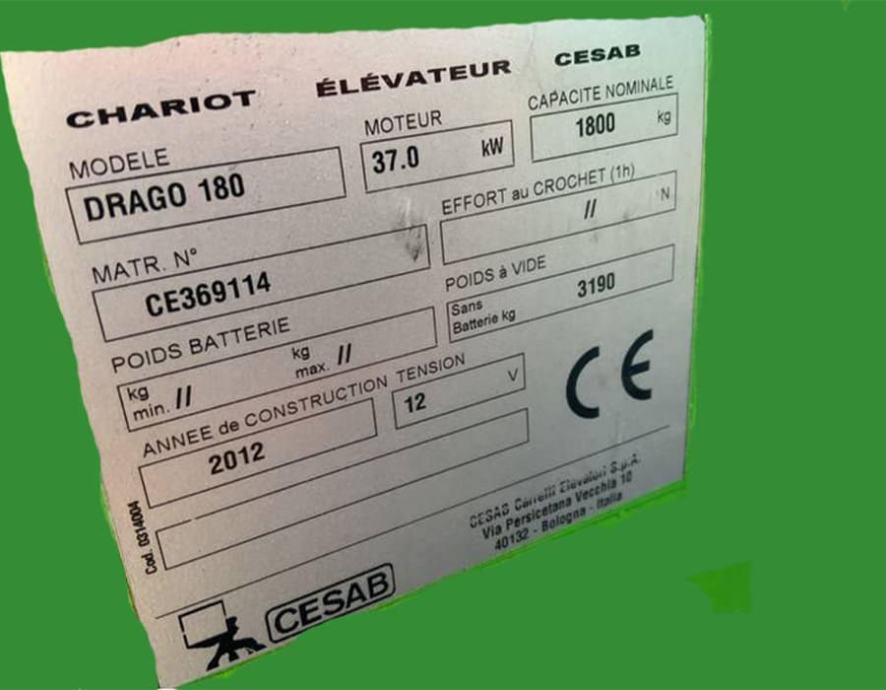 CHARIOT ÉLÉVATEUR CESAB
MODELE MOTEUR CAPACITE NOMINALE
DRAGO 180 37.0 kW 1800 kg
MATR. N° EFFORT au CROCHET (1h)
CE369114 // N
POIDS BATTERIE POIDS à VIDE
kg min. // kg max. // Sans Batterie kg 3190
ANNEE de CONSTRUCTION TENSION
2012 12 V
CE
Cod. 0314004
CESAB Carrelli Elevatori S.p.A.
Via Persicetana Vecchia 10
40132 - Bologna - Italia
CESAB